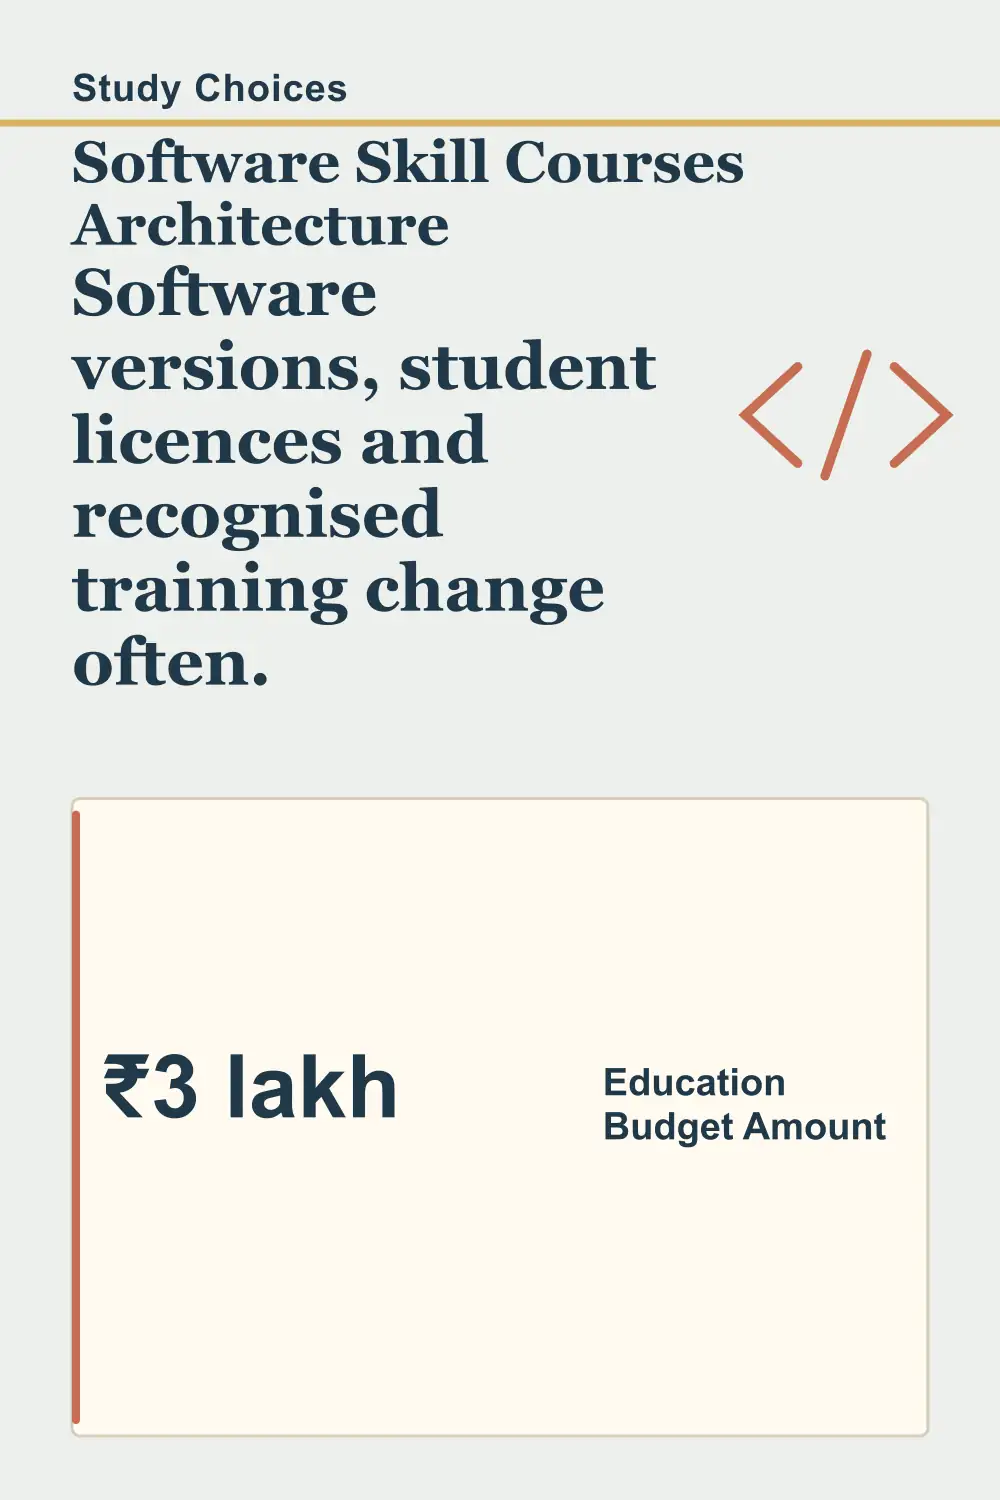 Study Choices
Software Skill Courses
Architecture
Software
versions, student
licences and
recognised
training change
often.
₹3 lakh
Education
Budget Amount